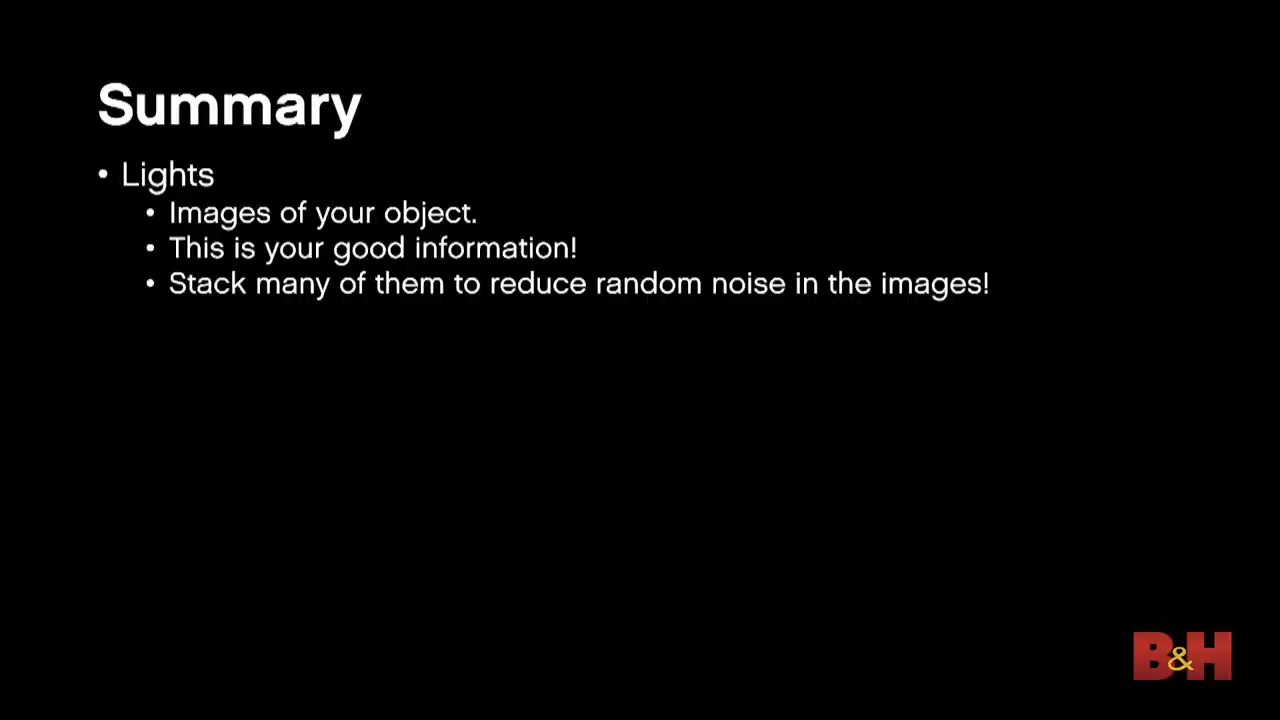 Summary
• Lights
• Images of your object.
• This is your good information!
• Stack many of them to reduce random noise in the images!
B&H